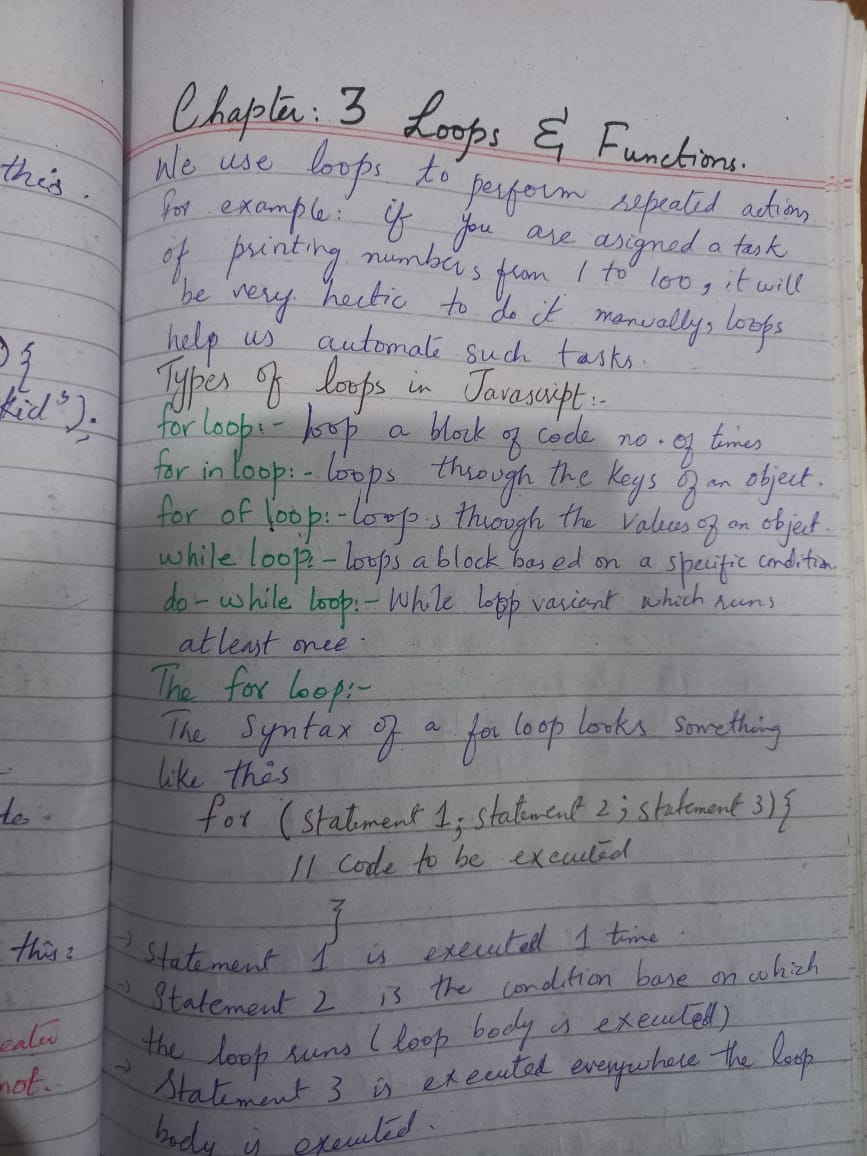 Chapter: 3 Loops & Functions.
We use loops to perform repeated actions
for example: if you are asigned a task
of printing numbers from 1 to 100, it will
be very hectic to do it manually, loops
help us automate such tasks.
Types of loops in Javascript:-
for loop:- loop a block of code no. of times
for in loop:- loops through the keys of an object.
for of loop:- loops through the values of an object.
while loop:- loops a block based on a specific condition.
do-while loop:- While loop variant which runs
atleast once.
The for loop:-
The Syntax of a for loop looks something
like this
for (statement 1; statement 2; statement 3){
// code to be executed
}
→ Statement 1 is executed 1 time.
→ Statement 2 is the condition base on which
the loop runs (loop body is executed)
→ Statement 3 is executed everywhere the loop
body is executed.
this.
) {
kid");
this:
not.